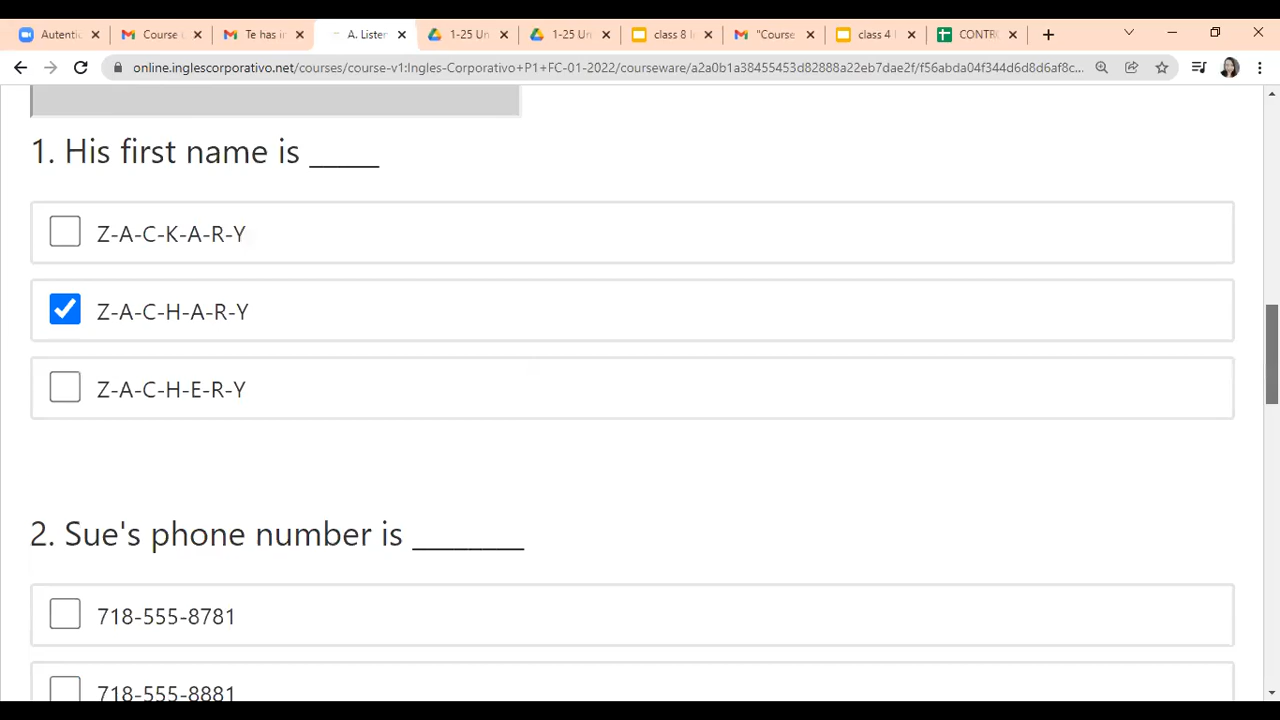 Autentic
Course
Te has in
A. Listen
1-25 Un
1-25 Un
class 8 I
"Course
class 4
CONTR
online.inglescorporativo.net/courses/course-v1:Ingles-Corporativo+P1+FC-01-2022/courseware/a2a0b1a38455453d82888a22eb7dae2f/f56abda04f344d6d8d6af8c...
1. His first name is _____
Z-A-C-K-A-R-Y
Z-A-C-H-A-R-Y
Z-A-C-H-E-R-Y
2. Sue's phone number is ________
718-555-8781
718-555-8881